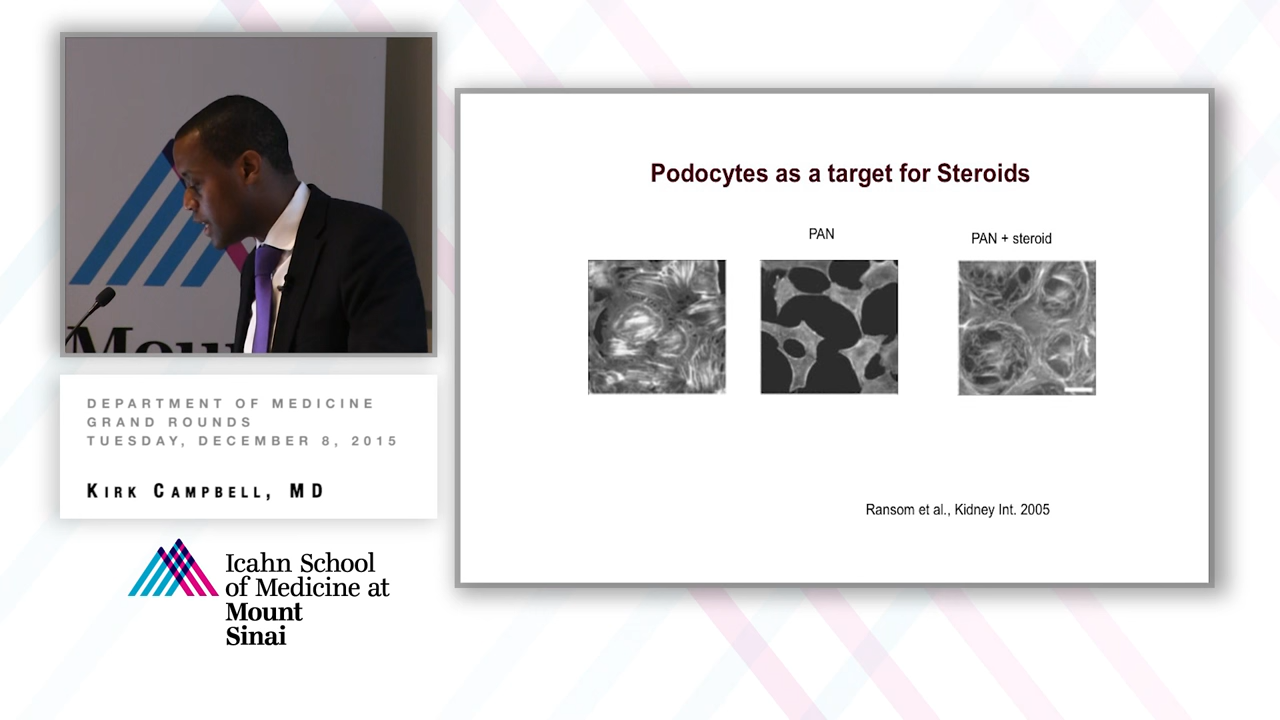 DEPARTMENT OF MEDICINE
GRAND ROUNDS
TUESDAY, DECEMBER 8, 2015
KIRK CAMPBELL, MD
Icahn School
of Medicine at
Mount
Sinai
Podocytes as a target for Steroids
PAN
PAN + steroid
Ransom et al., Kidney Int. 2005